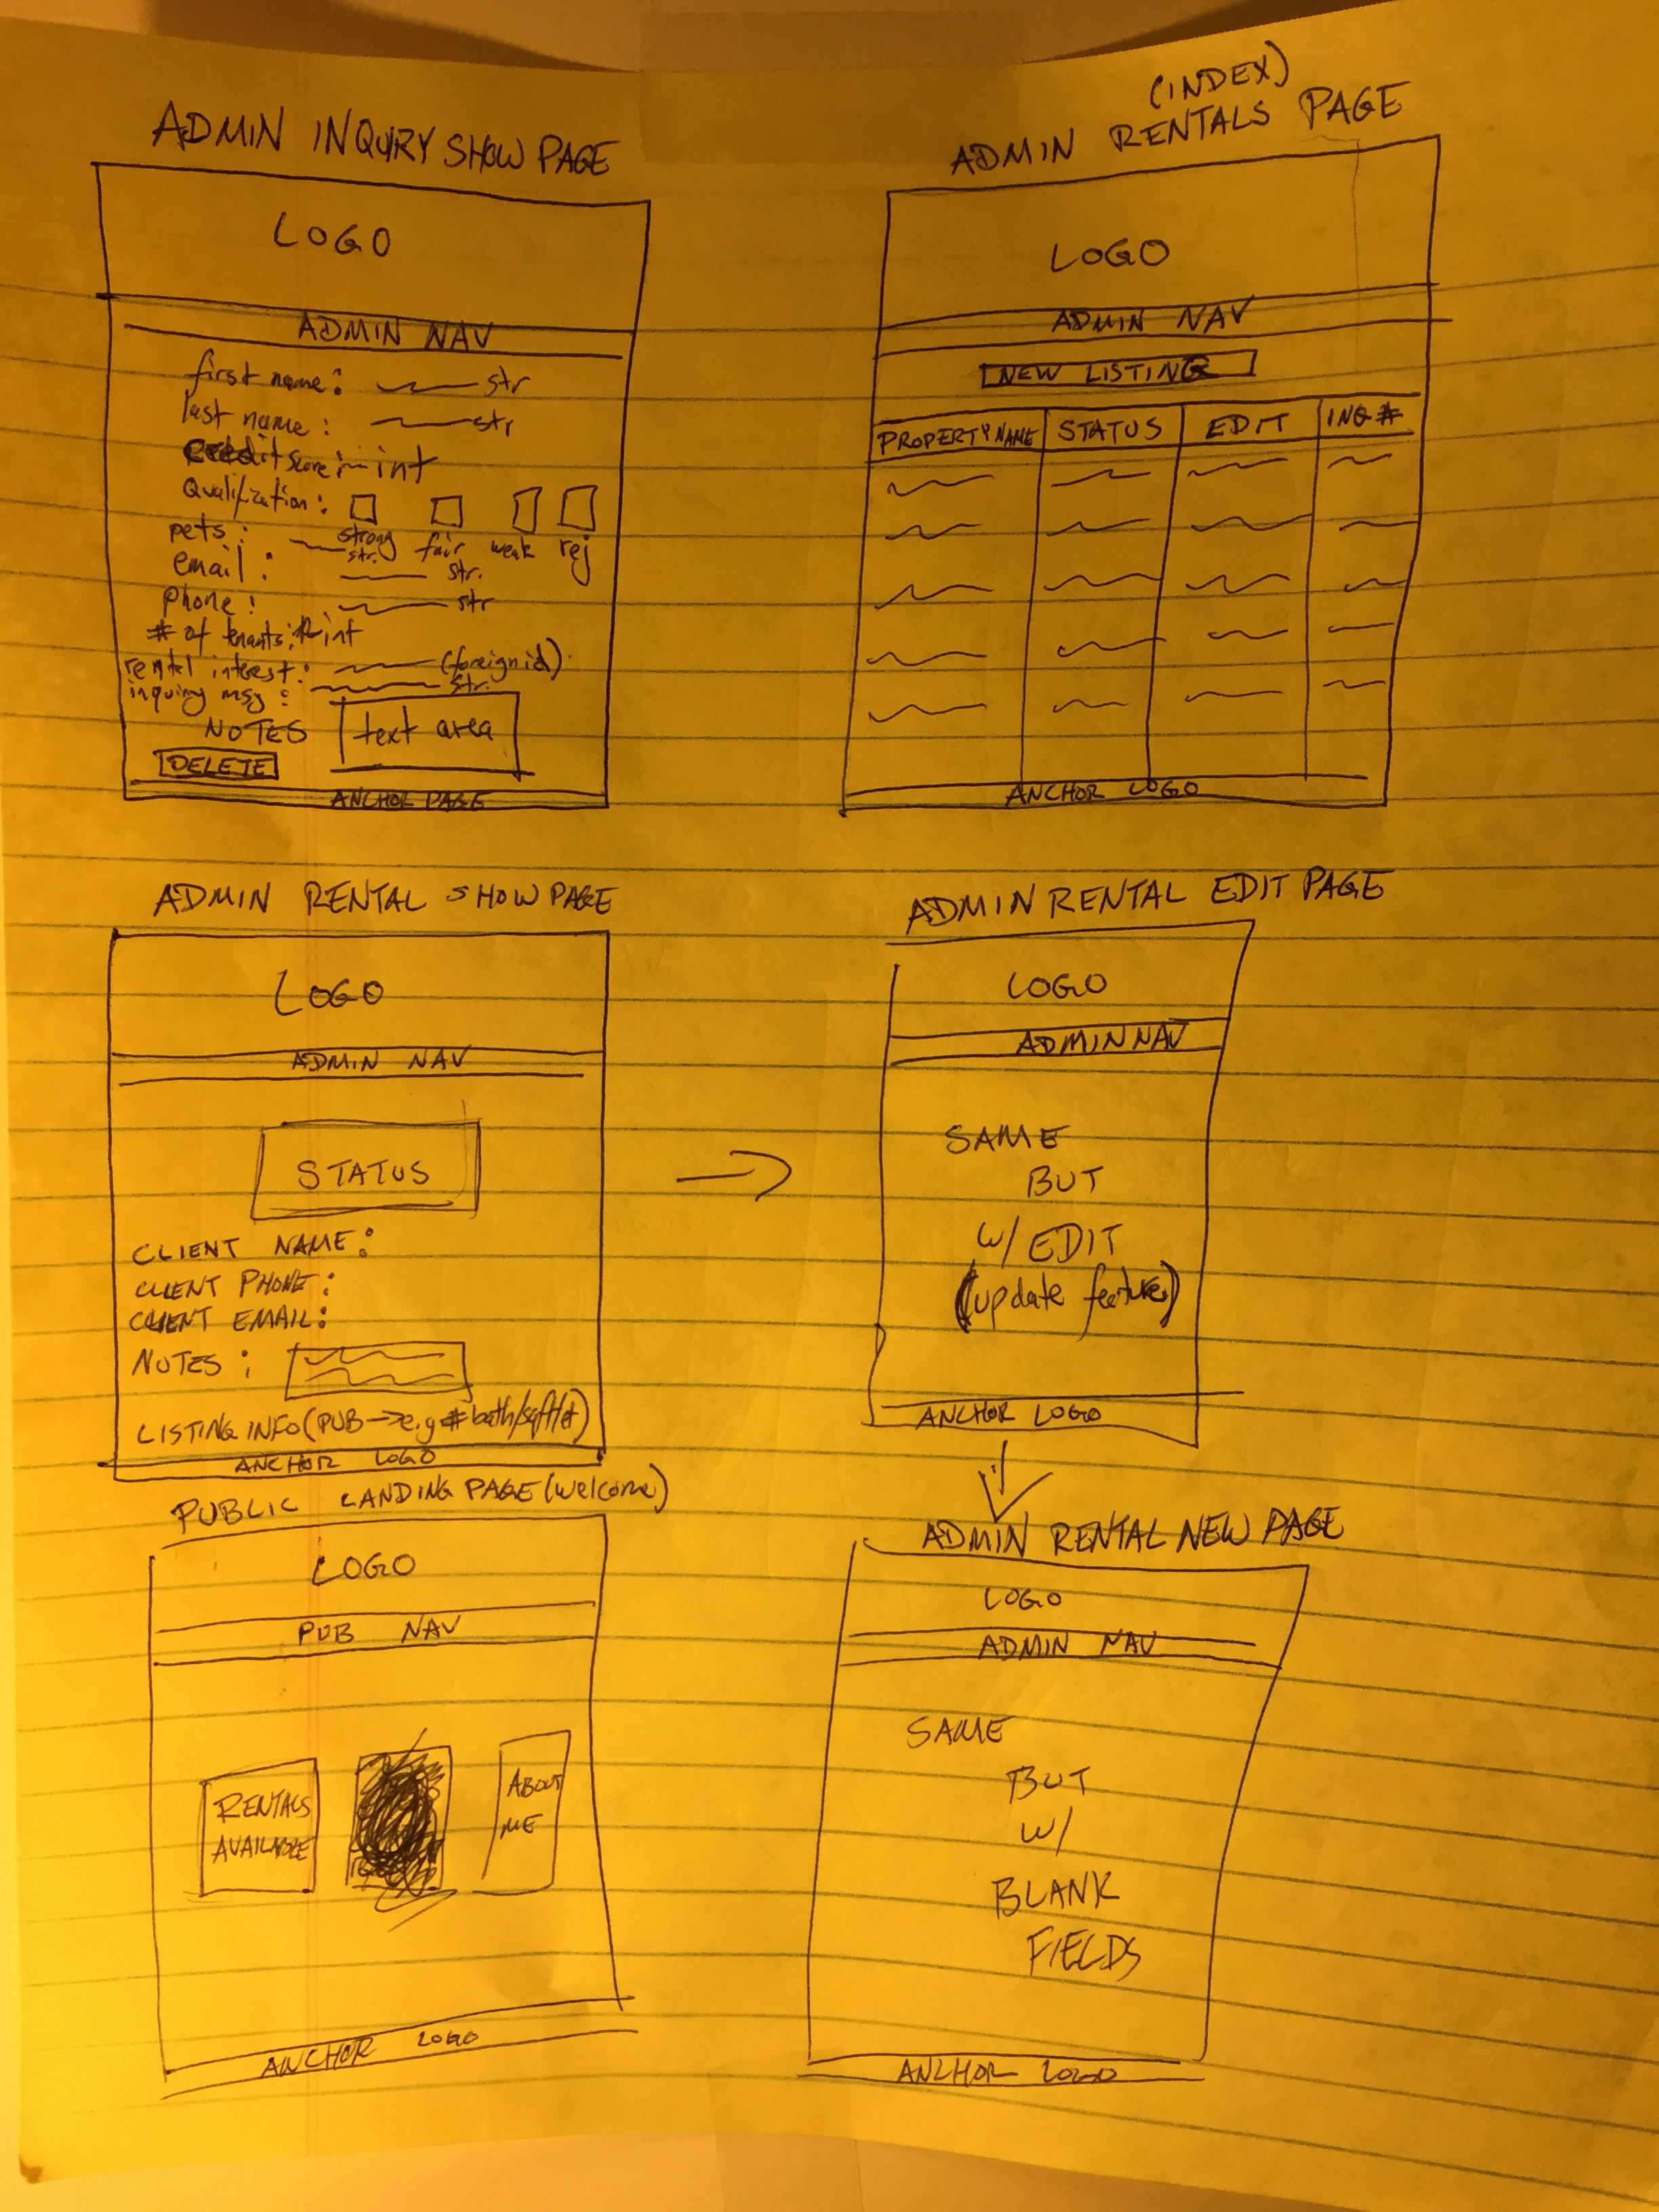 ADMIN INQUIRY SHOW PAGE
LOGO
ADMIN NAV
first name: str
last name: str
credit score: int
Qualification:
strong fair weak rej
pets: str.
email: str.
phone: str
# of tenants: int
rental interest: (foreign id)
inquiry msg: str.
NOTES text area
DELETE
ANCHOR PAGE
(INDEX)
ADMIN RENTALS PAGE
LOGO
ADMIN NAV
NEW LISTING
PROPERTY NAME STATUS EDIT INQ #
ANCHOR LOGO
ADMIN RENTAL SHOW PAGE
LOGO
ADMIN NAV
STATUS
CLIENT NAME:
CLIENT PHONE:
CLIENT EMAIL:
NOTES:
LISTING INFO (PUB → e.g # bath/sqft/
ANCHOR LOGO
ADMIN RENTAL EDIT PAGE
LOGO
ADMIN NAV
SAME
BUT
W/ EDIT
(update feature)
ANCHOR LOGO
PUBLIC LANDING PAGE (welcome)
LOGO
PUB NAV
RENTALS
AVAILABLE
ABOUT
ME
ANCHOR LOGO
ADMIN RENTAL NEW PAGE
LOGO
ADMIN NAV
SAME
BUT
W/
BLANK
FIELDS
ANCHOR LOGO